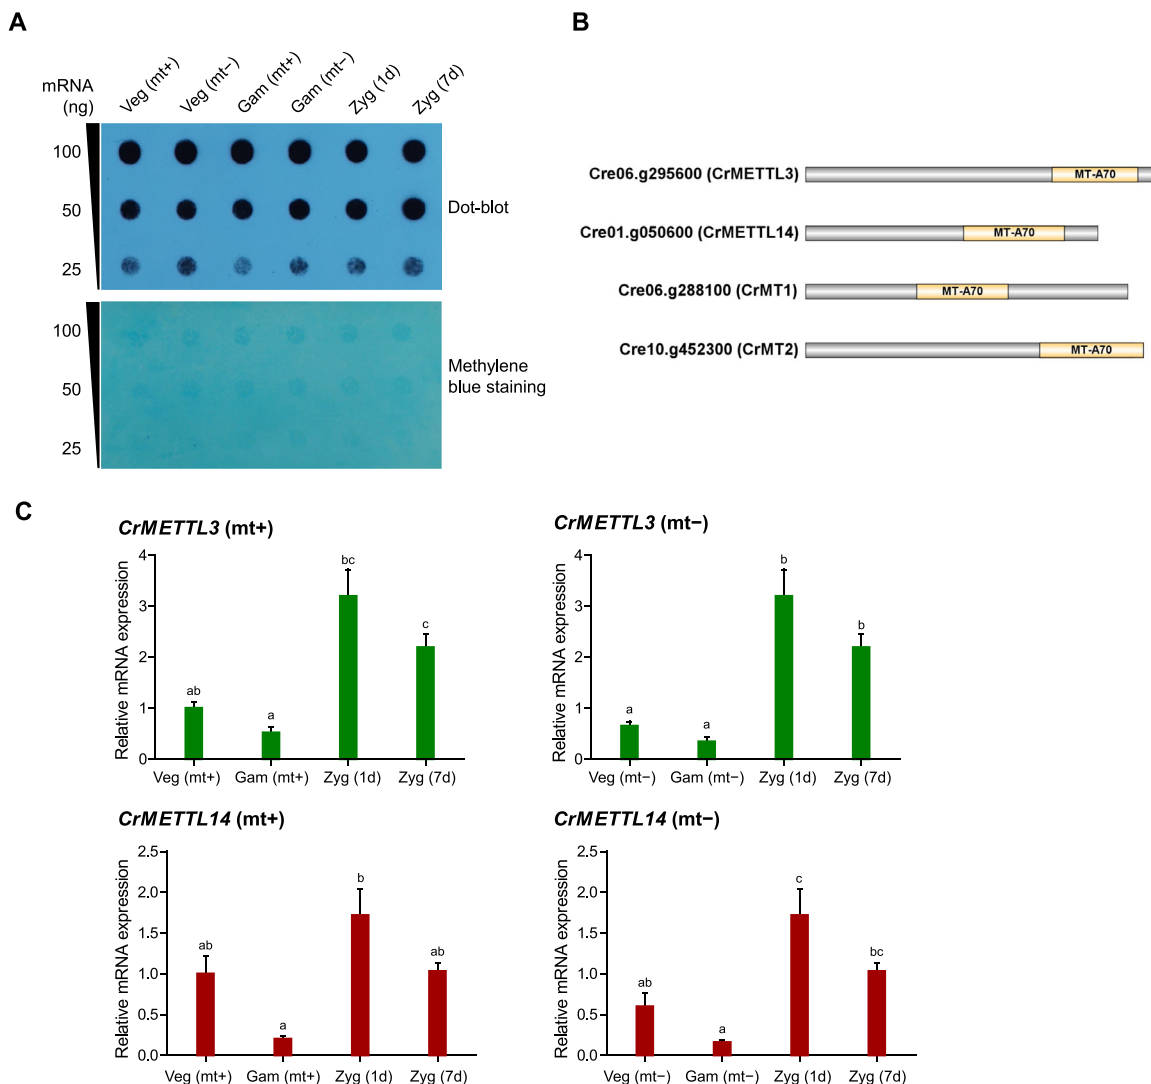 A
mRNA
(ng)
Veg (mt+)
Veg (mt−)
Gam (mt+)
Gam (mt−)
Zyg (1d)
Zyg (7d)
100
50
25
Dot-blot
100
50
25
Methylene
blue staining
B
Cre06.g295600 (CrMETTL3)
MT-A70
Cre01.g050600 (CrMETTL14)
MT-A70
Cre06.g288100 (CrMT1)
MT-A70
Cre10.g452300 (CrMT2)
MT-A70
C
CrMETTL3 (mt+)
Relative mRNA expression
4
3
2
1
0
ab
a
bc
c
Veg (mt+)
Gam (mt+)
Zyg (1d)
Zyg (7d)
CrMETTL3 (mt−)
Relative mRNA expression
4
3
2
1
0
a
a
b
b
Veg (mt−)
Gam (mt−)
Zyg (1d)
Zyg (7d)
CrMETTL14 (mt+)
Relative mRNA expression
2.5
2.0
1.5
1.0
0.5
0.0
ab
a
b
ab
Veg (mt+)
Gam (mt+)
Zyg (1d)
Zyg (7d)
CrMETTL14 (mt−)
Relative mRNA expression
2.5
2.0
1.5
1.0
0.5
0.0
ab
a
c
bc
Veg (mt−)
Gam (mt−)
Zyg (1d)
Zyg (7d)